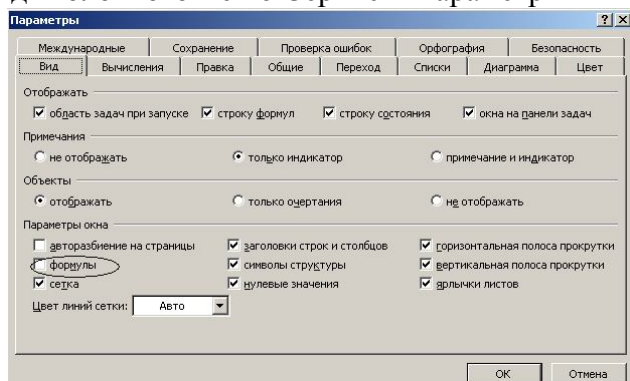 Параметры
Международные Сохранение Проверка ошибок Орфография Безопасность
Вид Вычисления Правка Общие Переход Списки Диаграмма Цвет
Отображать
область задач при запуске строку формул строку состояния окна на панели задач
Примечания
не отображать только индикатор примечание и индикатор
Объекты
отображать только очертания не отображать
Параметры окна
авторазбиение на страницы заголовки строк и столбцов горизонтальная полоса прокрутки
формулы символы структуры вертикальная полоса прокрутки
сетка нулевые значения ярлычки листов
Цвет линий сетки: Авто
ОК Отмена